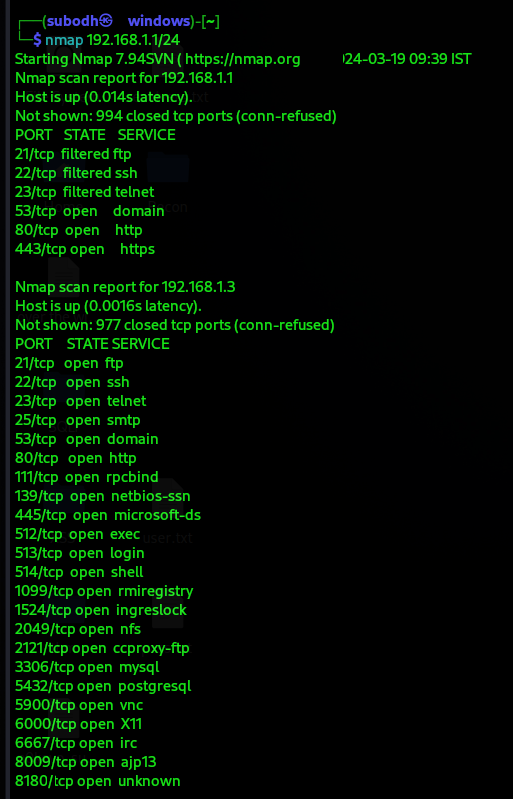 ┌──(subodh㉿ windows)-[~]
└─$ nmap 192.168.1.1/24
Starting Nmap 7.94SVN ( https://nmap.org 24-03-19 09:39 IST
Nmap scan report for 192.168.1.1
Host is up (0.014s latency).
Not shown: 994 closed tcp ports (conn-refused)
PORT STATE SERVICE
21/tcp filtered ftp
22/tcp filtered ssh
23/tcp filtered telnet
53/tcp open domain
80/tcp open http
443/tcp open https
Nmap scan report for 192.168.1.3
Host is up (0.0016s latency).
Not shown: 977 closed tcp ports (conn-refused)
PORT STATE SERVICE
21/tcp open ftp
22/tcp open ssh
23/tcp open telnet
25/tcp open smtp
53/tcp open domain
80/tcp open http
111/tcp open rpcbind
139/tcp open netbios-ssn
445/tcp open microsoft-ds
512/tcp open exec
513/tcp open login
514/tcp open shell
1099/tcp open rmiregistry
1524/tcp open ingreslock
2049/tcp open nfs
2121/tcp open ccproxy-ftp
3306/tcp open mysql
5432/tcp open postgresql
5900/tcp open vnc
6000/tcp open X11
6667/tcp open irc
8009/tcp open ajp13
8180/tcp open unknown